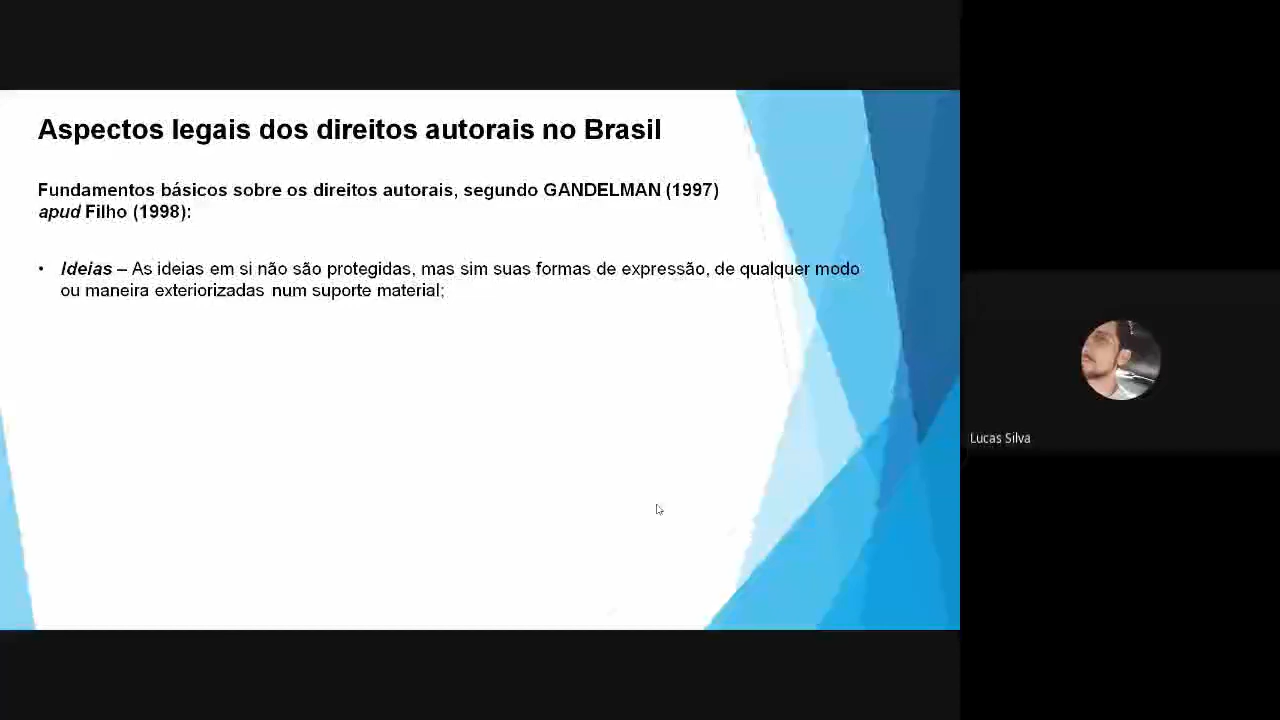 Aspectos legais dos direitos autorais no Brasil
Fundamentos básicos sobre os direitos autorais, segundo GANDELMAN (1997)
apud Filho (1998):
• Ideias – As ideias em si não são protegidas, mas sim suas formas de expressão, de qualquer modo
ou maneira exteriorizadas num suporte material;
Lucas Silva